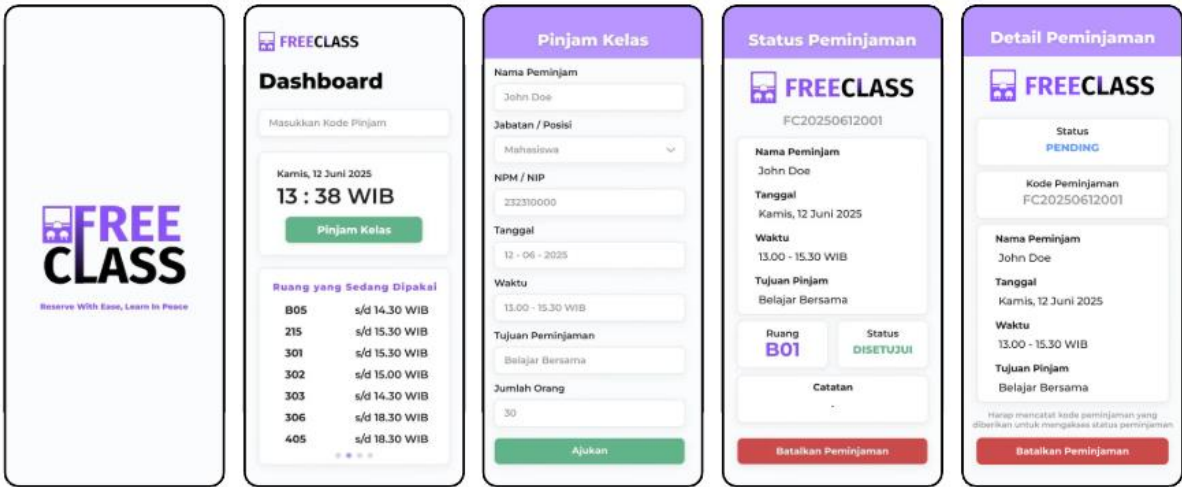 FREE
CLASS
Reserve With Ease, Learn In Peace
FREECLASS
Dashboard
Masukkan Kode Pinjam
Kamis, 12 Juni 2025
13 : 38 WIB
Pinjam Kelas
Ruang yang Sedang Dipakai
B05 s/d 14.30 WIB
215 s/d 15.30 WIB
301 s/d 15.30 WIB
302 s/d 15.00 WIB
303 s/d 14.30 WIB
306 s/d 18.30 WIB
405 s/d 18.30 WIB
Pinjam Kelas
Nama Peminjam
John Doe
Jabatan / Posisi
Mahasiswa
NPM / NIP
232310000
Tanggal
12 - 06 - 2025
Waktu
13.00 - 15.30 WIB
Tujuan Peminjaman
Belajar Bersama
Jumlah Orang
30
Ajukan
Status Peminjaman
FREECLASS
FC20250612001
Nama Peminjam
John Doe
Tanggal
Kamis, 12 Juni 2025
Waktu
13.00 - 15.30 WIB
Tujuan Pinjam
Belajar Bersama
Ruang Status
B01 DISETUJUI
Catatan
-
Batalkan Peminjaman
Detail Peminjaman
FREECLASS
Status
PENDING
Kode Peminjaman
FC20250612001
Nama Peminjam
John Doe
Tanggal
Kamis, 12 Juni 2025
Waktu
13.00 - 15.30 WIB
Tujuan Pinjam
Belajar Bersama
Harap mencatat kode peminjaman yang
diberikan untuk mengakses status peminjaman
Batalkan Peminjaman